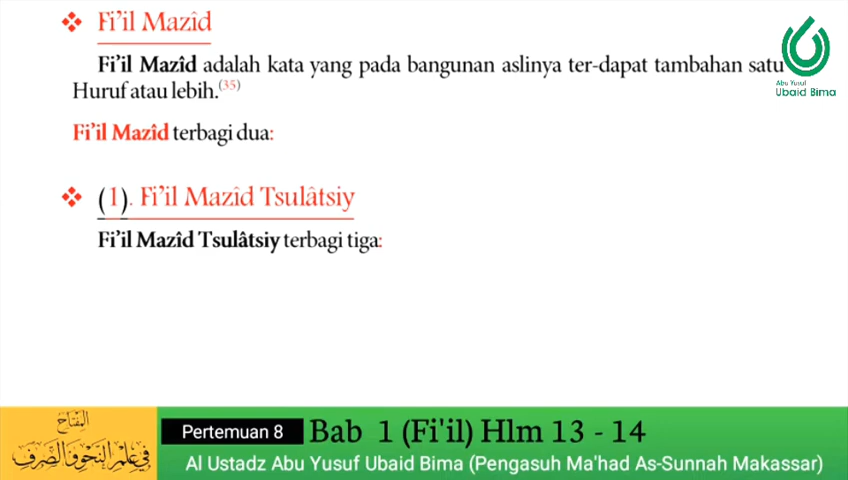 ❖ Fi'il Mazîd
Fi'il Mazîd adalah kata yang pada bangunan aslinya ter-dapat tambahan satu
Huruf atau lebih.(35)
Fi'il Mazîd terbagi dua:
❖ (1). Fi'il Mazîd Tsulâtsiy
Fi'il Mazîd Tsulâtsiy terbagi tiga:
Abu Yusuf
Ubaid Bima
المفتاح
في علم النحو والصرف
Pertemuan 8
Bab 1 (Fi'il) Hlm 13 - 14
Al Ustadz Abu Yusuf Ubaid Bima (Pengasuh Ma'had As-Sunnah Makassar)